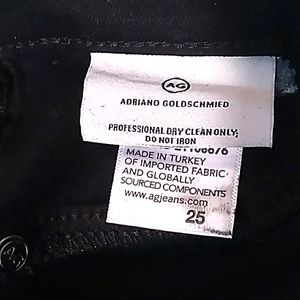 AG
ADRIANO GOLDSCHMIED
PROFESSIONAL DRY CLEAN ONLY;
DO NOT IRON
MADE IN TURKEY
OF IMPORTED FABRIC
AND GLOBALLY
SOURCED COMPONENTS
www.agjeans.com
25